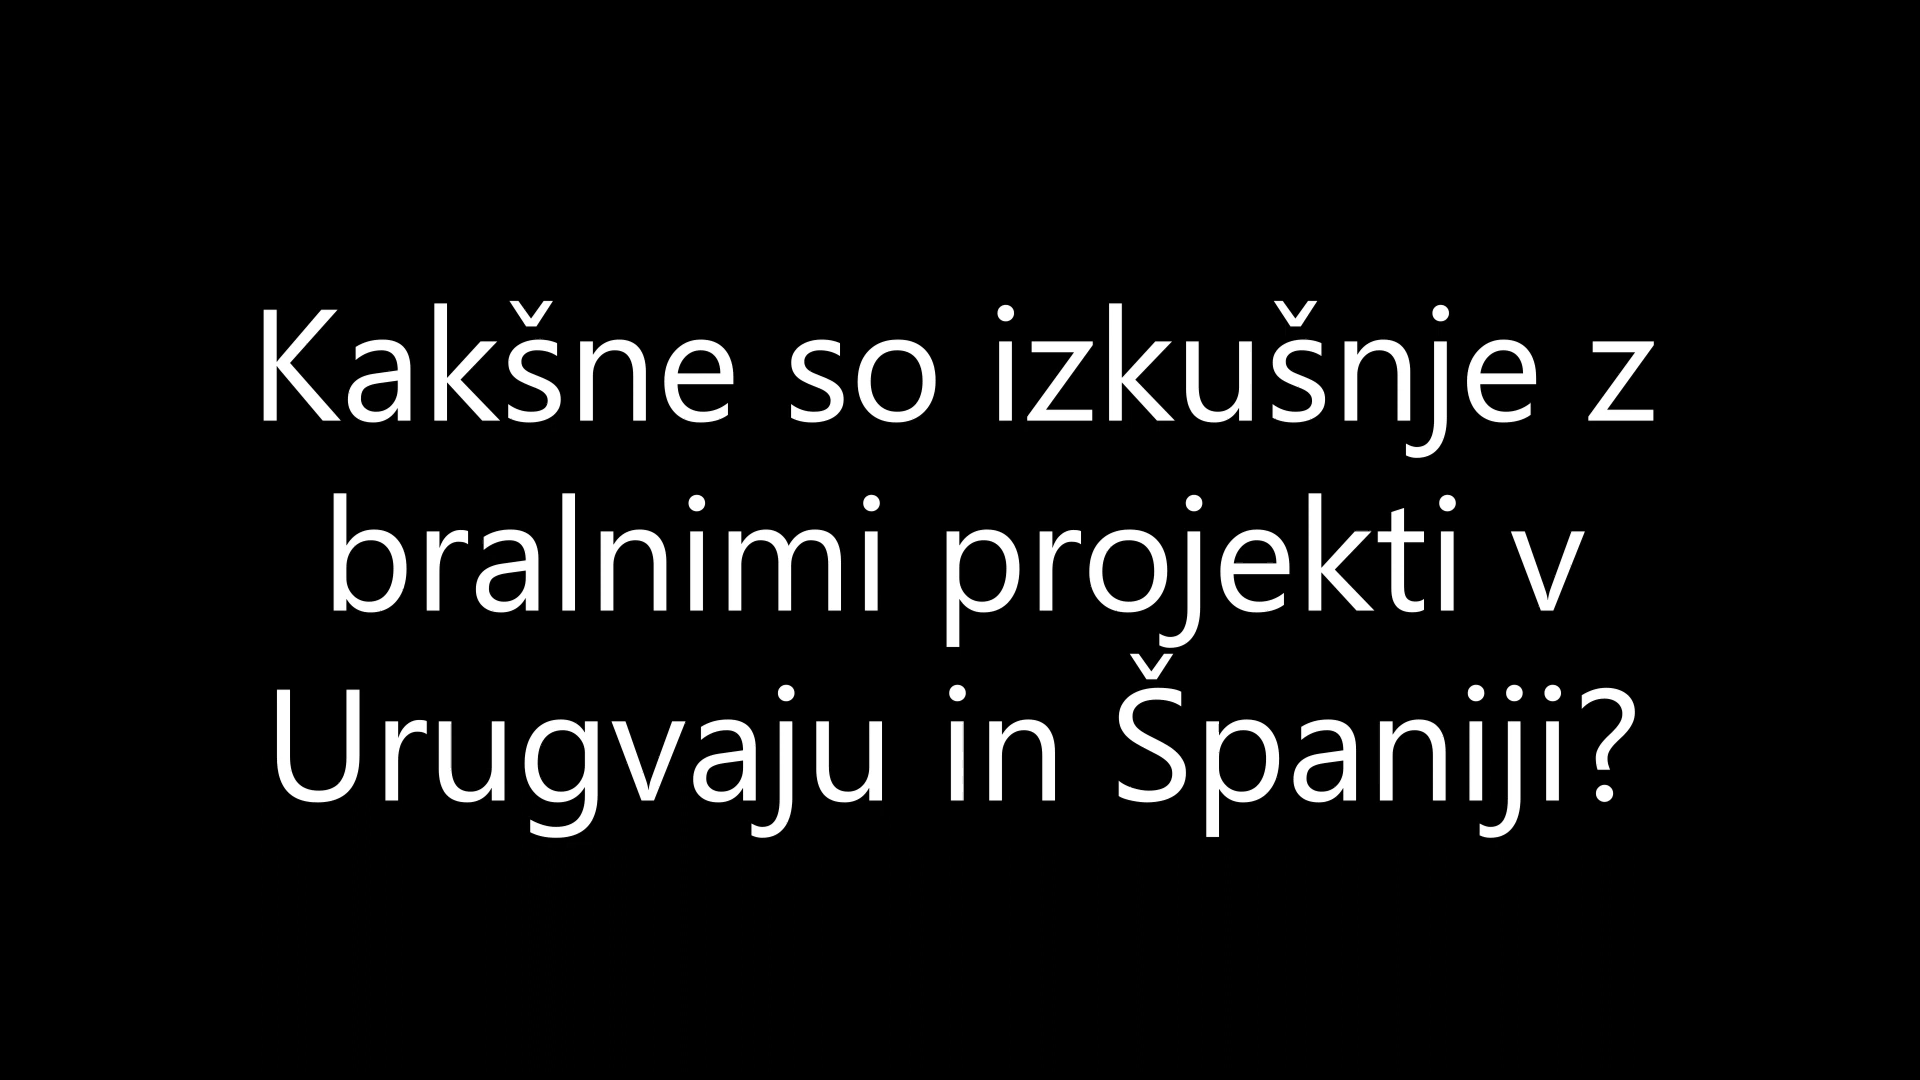 Kakšne so izkušnje z
bralnimi projekti v
Urugvaju in Španiji?